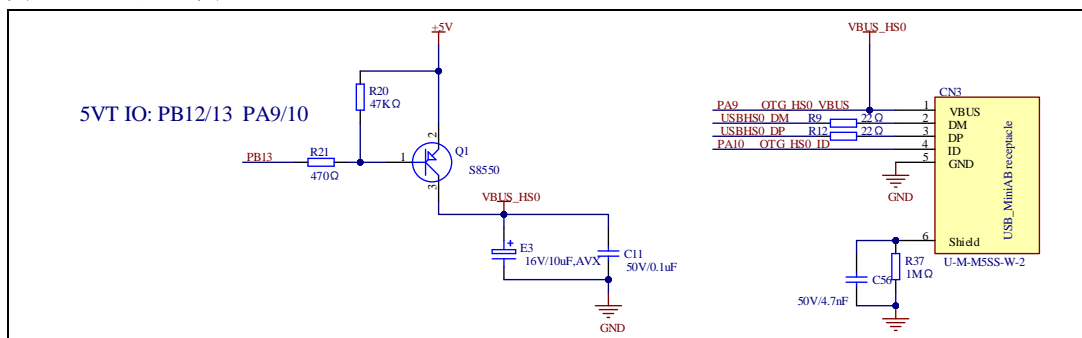 +5V
VBUS_HS0
R20
47KΩ
5VT IO: PB12/13 PA9/10
CN3
PA9 OTG_HS0_VBUS 1 VBUS
USBHS0_DM R9 22Ω 2 DM
USBHS0_DP R12 22Ω 3 DP
PA10 OTG_HS0_ID 4 ID
5 GND
GND
USB_MiniAB receptacle
2
Q1
PB13 R21 1
470Ω
S8550
3
VBUS_HS0
E3
16V/10uF,AVX
C11
50V/0.1uF
GND
6 Shield
U-M-M5SS-W-2
R37
1MΩ
C56
50V/4.7nF